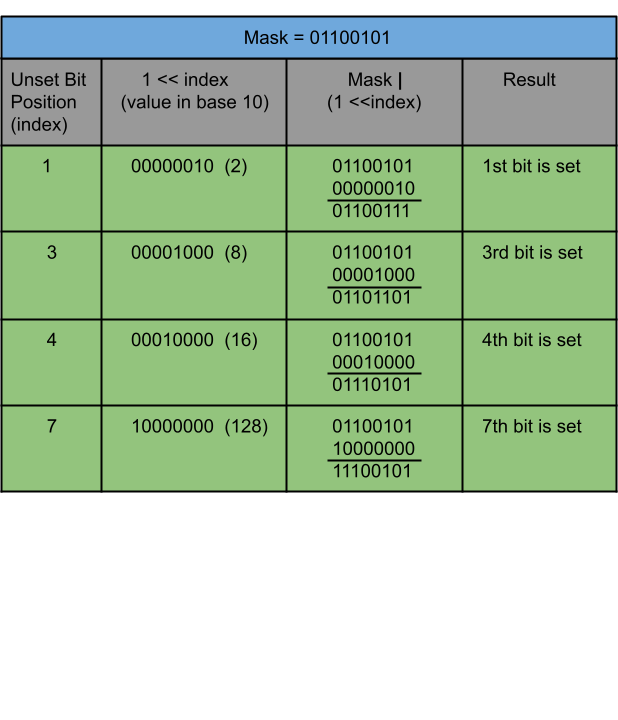 Mask = 01100101
Unset Bit
Position
(index)
1 << index
(value in base 10)
Mask |
(1 <<index)
Result
1
00000010 (2)
01100101
00000010
01100111
1st bit is set
3
00001000 (8)
01100101
00001000
01101101
3rd bit is set
4
00010000 (16)
01100101
00010000
01110101
4th bit is set
7
10000000 (128)
01100101
10000000
11100101
7th bit is set